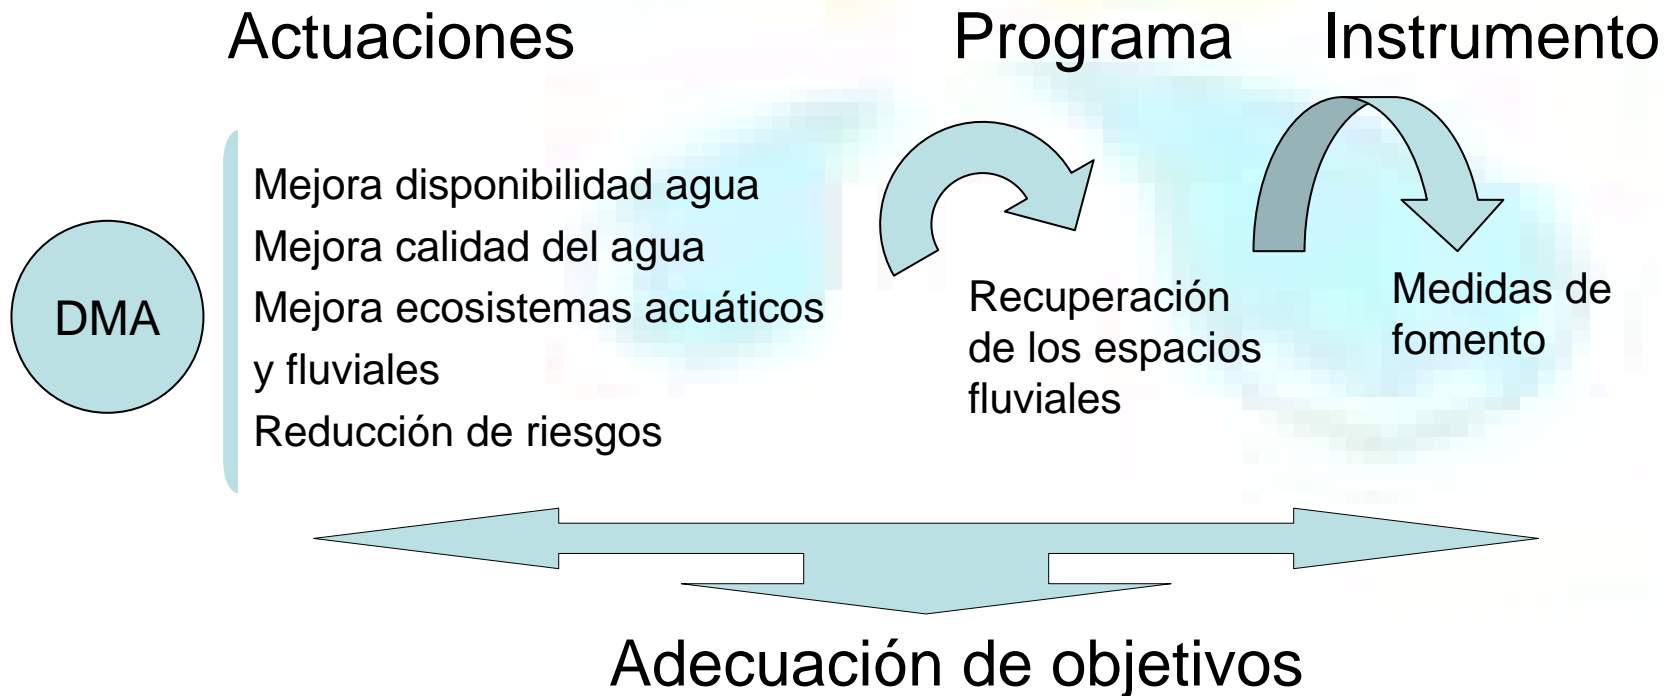 Actuaciones
Programa
Instrumento
DMA
Mejora disponibilidad agua
Mejora calidad del agua
Mejora ecosistemas acuáticos
y fluviales
Reducción de riesgos
Recuperación
de los espacios
fluviales
Medidas de
fomento
Adecuación de objetivos